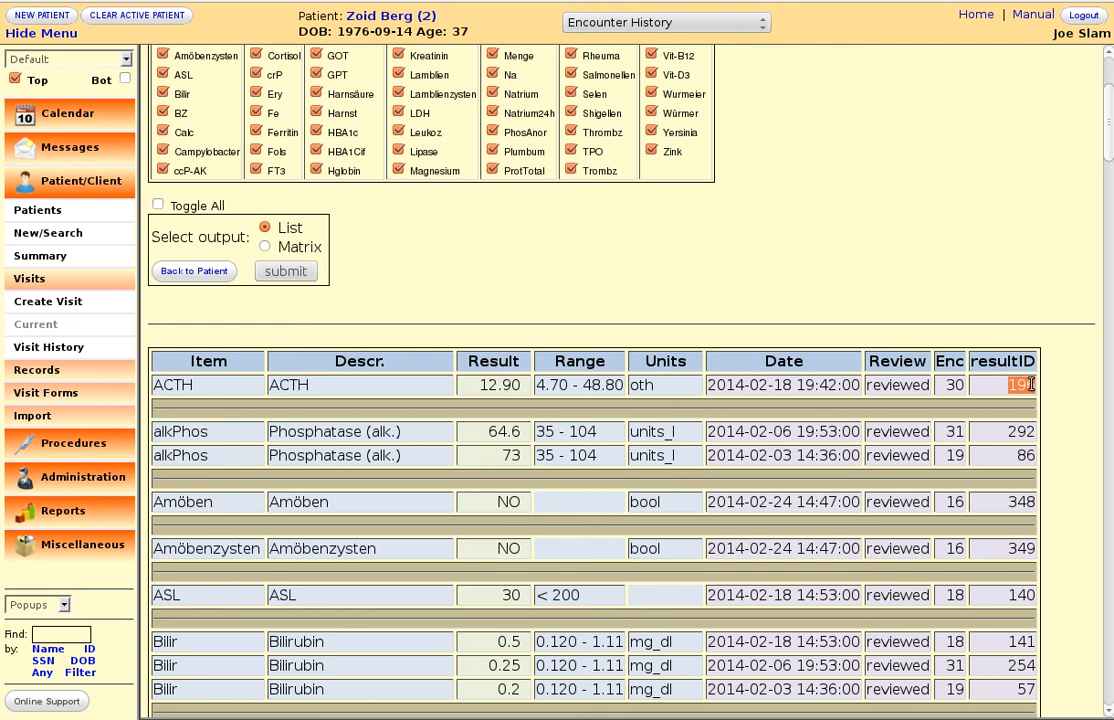 NEW PATIENT CLEAR ACTIVE PATIENT
Hide Menu
Patient: Zoid Berg (2)
DOB: 1976-09-14 Age: 37
Encounter History
Home | Manual Logout
Joe Slam
Default
Top Bot
Calendar
Messages
Patient/Client
Patients
New/Search
Summary
Visits
Create Visit
Current
Visit History
Records
Visit Forms
Import
Procedures
Administration
Reports
Miscellaneous
Popups
Find:
by: Name ID
SSN DOB
Any Filter
Online Support
Amöbenzysten Cortisol GOT Kreatinin Menge Rheuma Vit-B12
ASL crP GPT Lamblien Na Salmonellen Vit-D3
Bilir Ery Harnsäure Lamblienzysten Natrium Selen Wurmeier
BZ Fe Harnst LDH Natrium24h Shigellen Würmer
Calc Ferritin HBA1c Leukoz PhosAnor Thrombz Yersinia
Campylobacter Fols HBA1Cif Lipase Plumbum TPO Zink
ccP-AK FT3 Hglobin Magnesium ProtTotal Trombz
Toggle All
Select output: List
Matrix
Back to Patient submit
Item Descr. Result Range Units Date Review Enc resultID
ACTH ACTH 12.90 4.70 - 48.80 oth 2014-02-18 19:42:00 reviewed 30
alkPhos Phosphatase (alk.) 64.6 35 - 104 units_l 2014-02-06 19:53:00 reviewed 31 292
alkPhos Phosphatase (alk.) 73 35 - 104 units_l 2014-02-03 14:36:00 reviewed 19 86
Amöben Amöben NO bool 2014-02-24 14:47:00 reviewed 16 348
Amöbenzysten Amöbenzysten NO bool 2014-02-24 14:47:00 reviewed 16 349
ASL ASL 30 < 200 2014-02-18 14:53:00 reviewed 18 140
Bilir Bilirubin 0.5 0.120 - 1.11 mg_dl 2014-02-18 14:53:00 reviewed 18 141
Bilir Bilirubin 0.25 0.120 - 1.11 mg_dl 2014-02-06 19:53:00 reviewed 31 254
Bilir Bilirubin 0.2 0.120 - 1.11 mg_dl 2014-02-03 14:36:00 reviewed 19 57